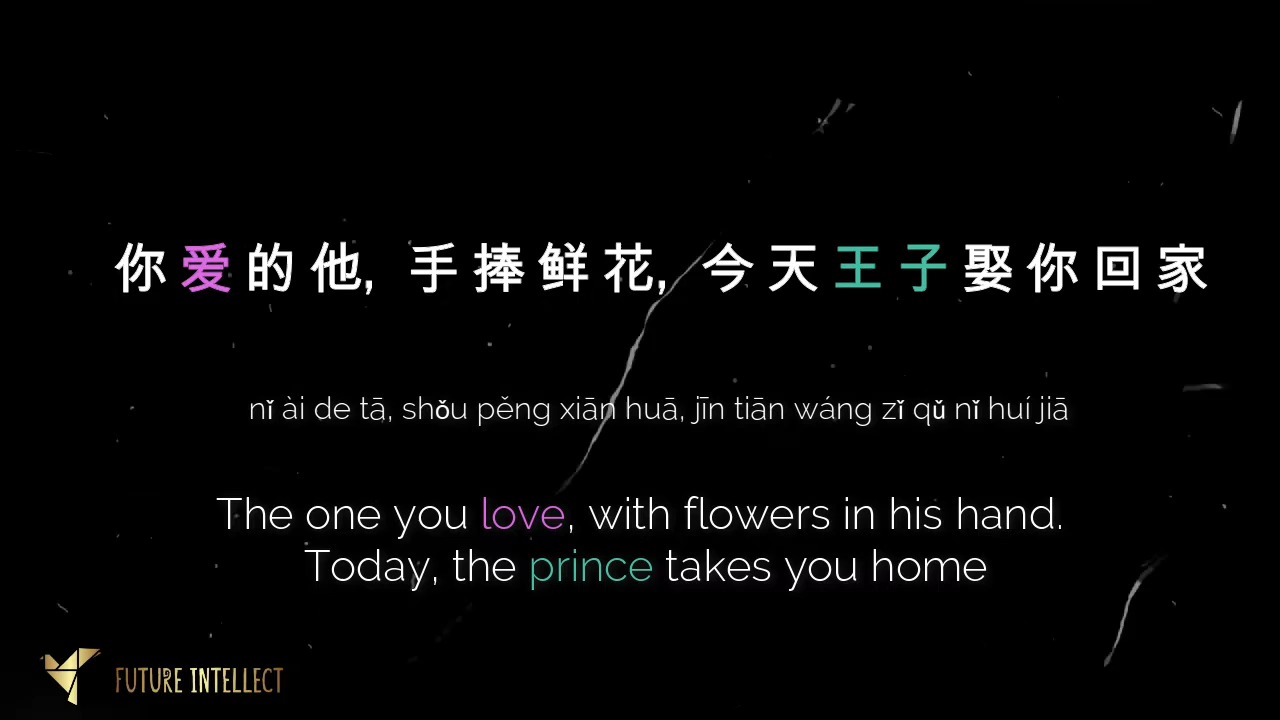 你爱的他, 手捧鲜花, 今天王子娶你回家
nǐ ài de tā, shǒu pěng xiān huā, jīn tiān wáng zǐ qǔ nǐ huí jiā
The one you love, with flowers in his hand.
Today, the prince takes you home
FUTURE INTELLECT